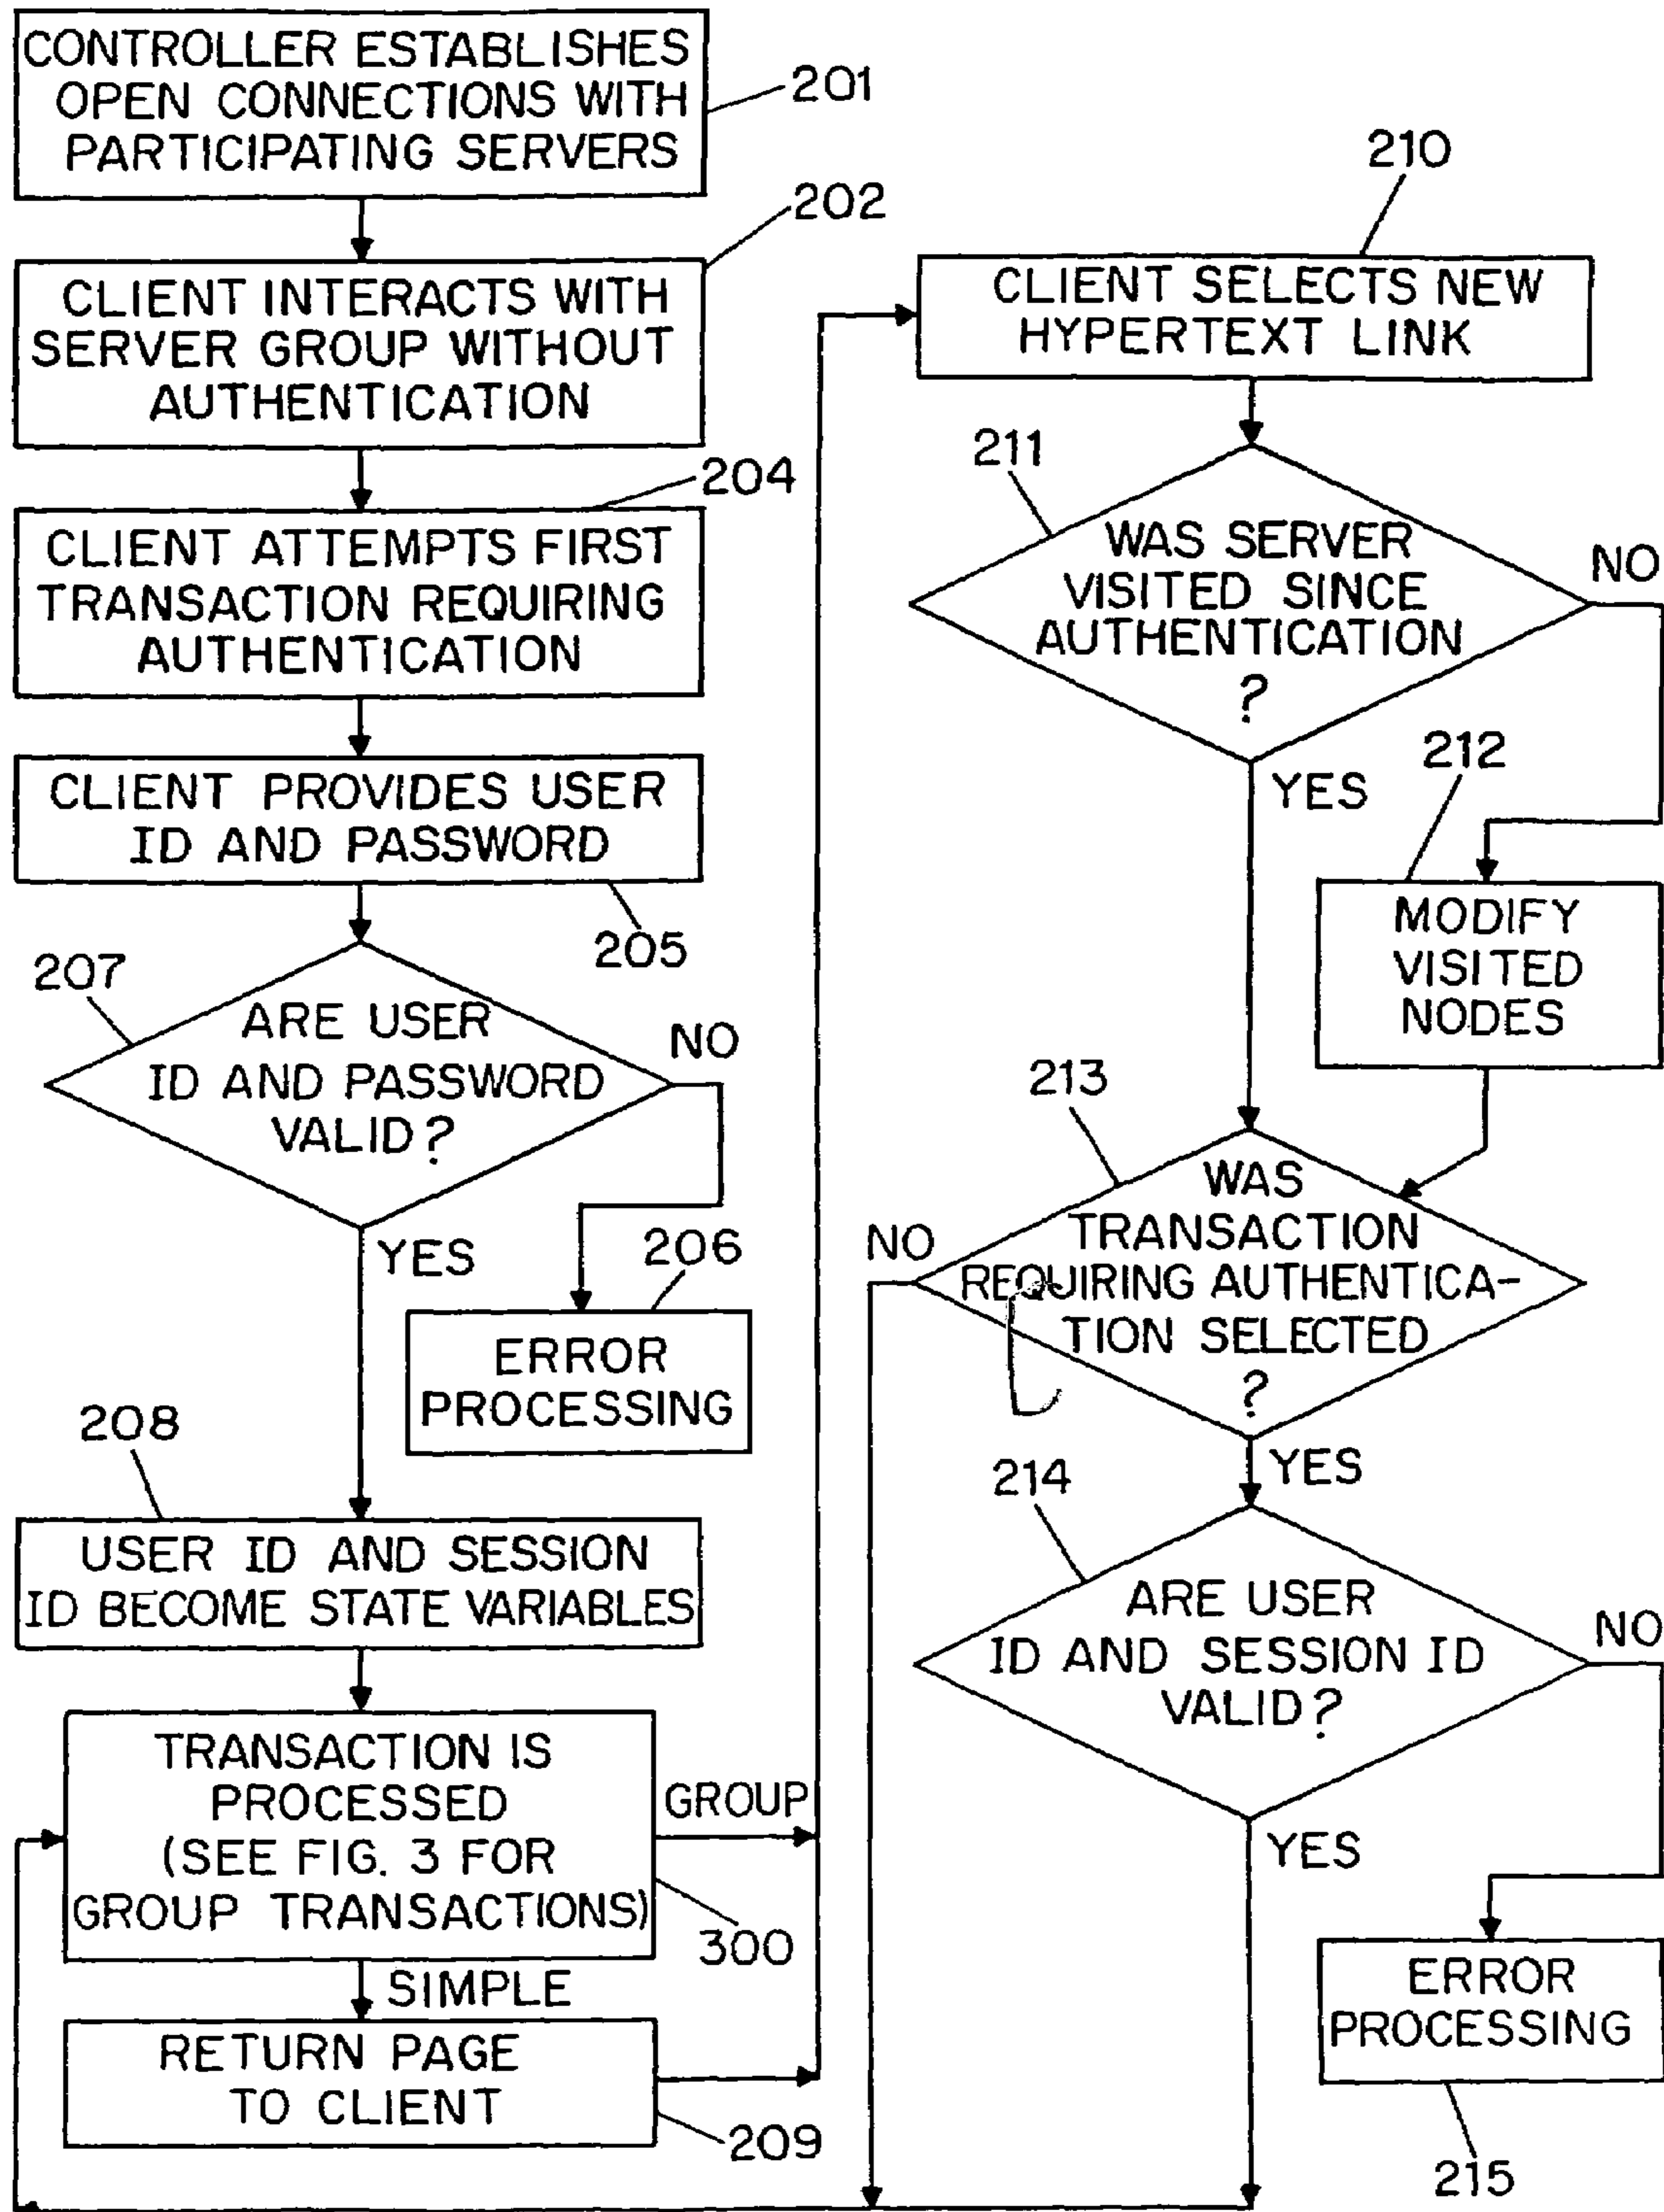 CONTROLLER ESTABLISHES
OPEN CONNECTIONS WITH
PARTICIPATING SERVERS
201
202
CLIENT INTERACTS WITH
SERVER GROUP WITHOUT
AUTHENTICATION
204
CLIENT ATTEMPTS FIRST
TRANSACTION REQUIRING
AUTHENTICATION
CLIENT PROVIDES USER
ID AND PASSWORD
205
207
ARE USER
ID AND PASSWORD
VALID?
NO
YES
206
ERROR
PROCESSING
208
USER ID AND SESSION
ID BECOME STATE VARIABLES
TRANSACTION IS
PROCESSED
(SEE FIG. 3 FOR
GROUP TRANSACTIONS)
GROUP
300
SIMPLE
RETURN PAGE
TO CLIENT
209
210
CLIENT SELECTS NEW
HYPERTEXT LINK
211
WAS SERVER
VISITED SINCE
AUTHENTICATION
?
NO
YES
212
MODIFY
VISITED
NODES
213
WAS
TRANSACTION
REQUIRING AUTHENTICA-
TION SELECTED
?
NO
YES
214
ARE USER
ID AND SESSION ID
VALID?
NO
YES
ERROR
PROCESSING
215